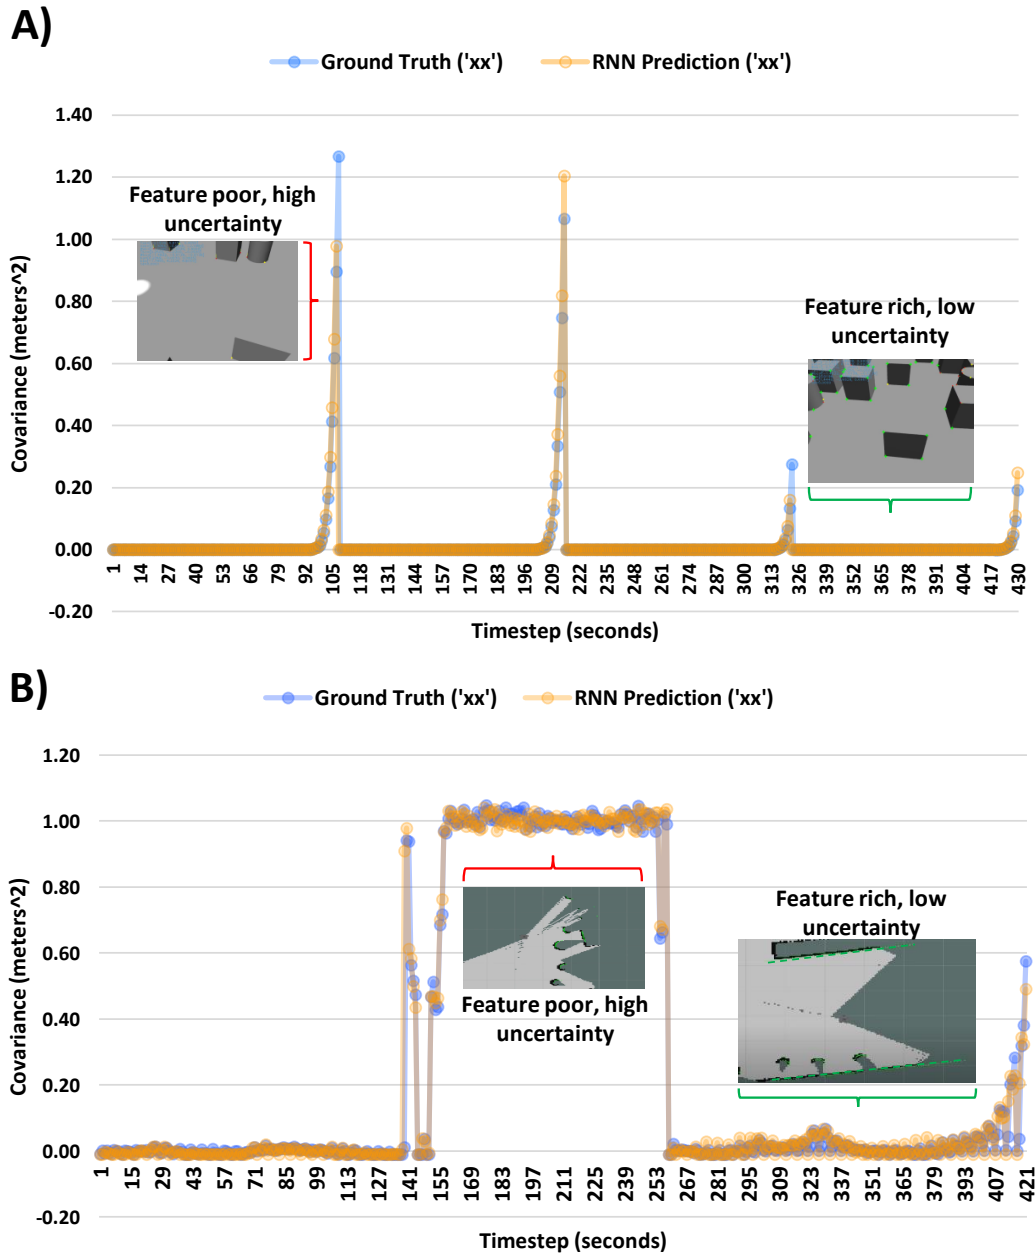 A)
Ground Truth ('xx') RNN Prediction ('xx')
1.40
1.20
1.00
0.80
0.60
0.40
0.20
0.00
-0.20
Covariance (meters^2)
Feature poor, high
uncertainty
Feature rich, low
uncertainty
1 14 27 40 53 66 79 92 105 118 131 144 157 170 183 196 209 222 235 248 261 274 287 300 313 326 339 352 365 378 391 404 417 430
Timestep (seconds)
B)
Ground Truth ('xx') RNN Prediction ('xx')
1.20
1.00
0.80
0.60
0.40
0.20
0.00
-0.20
Covariance (meters^2)
Feature poor, high
uncertainty
Feature rich, low
uncertainty
1 15 29 43 57 71 85 99 113 127 141 155 169 183 197 211 225 239 253 267 281 295 309 323 337 351 365 379 393 407 421
Timestep (seconds)